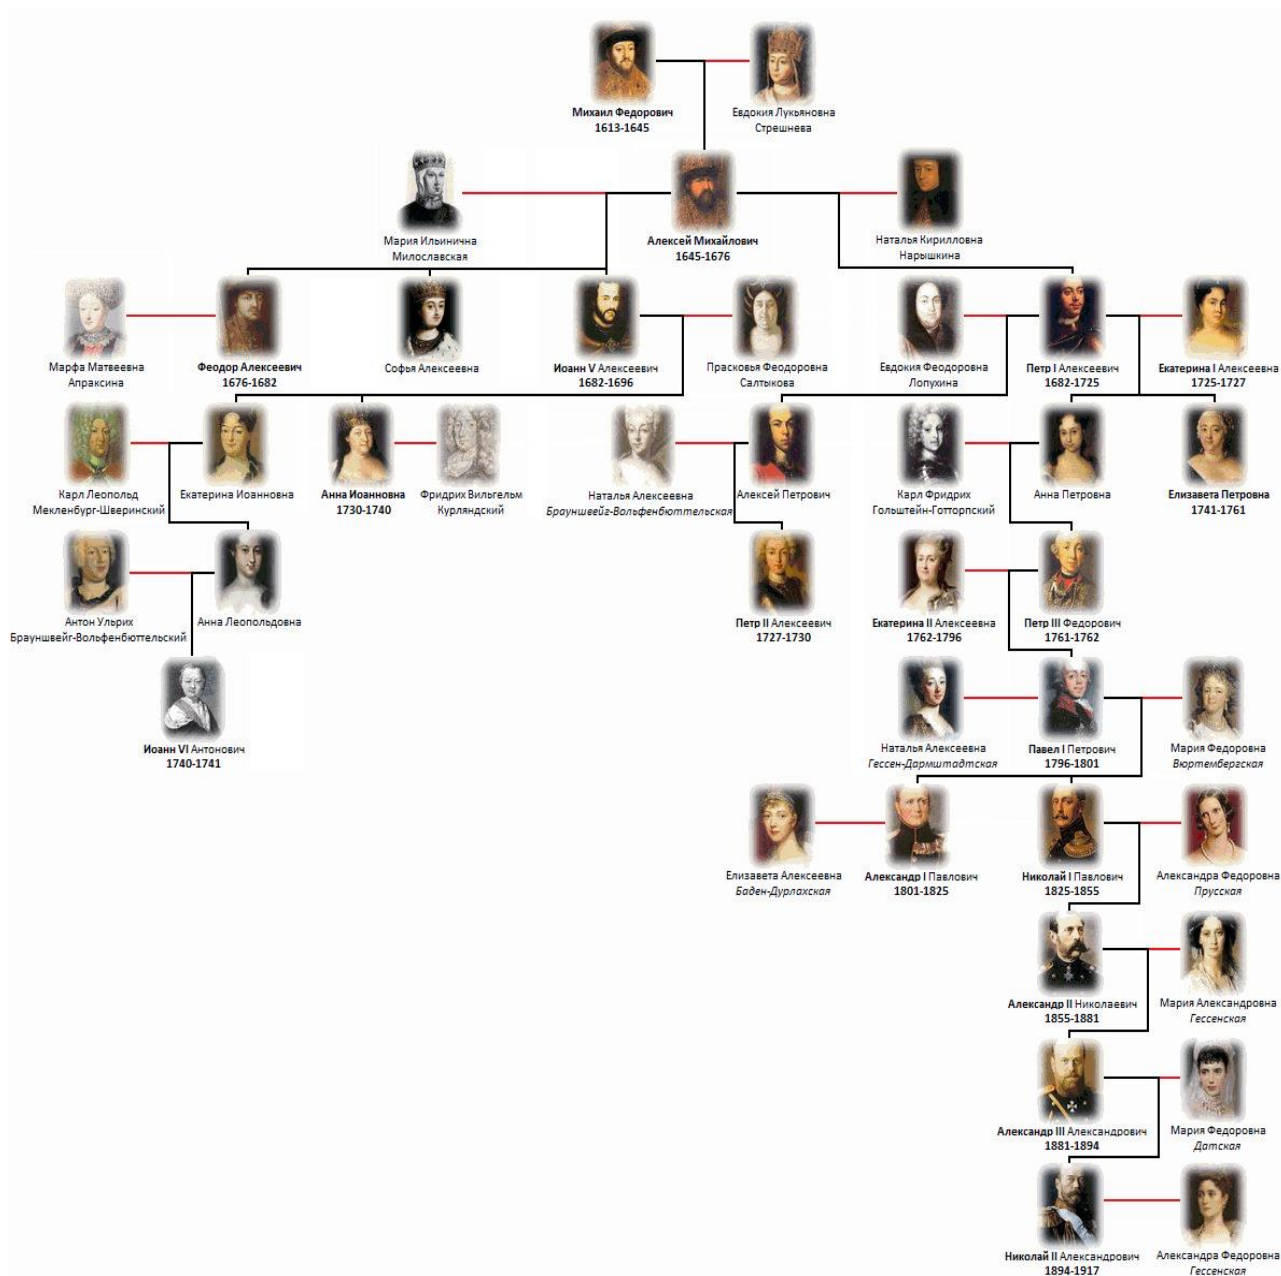 Михаил Федорович
1613-1645
Евдокия Лукьяновна
Стрешнева
Мария Ильинична
Милославская
Алексей Михайлович
1645-1676
Наталья Кирилловна
Нарышкина
Марфа Матвеевна
Апраксина
Феодор Алексеевич
1676-1682
Софья Алексеевна
Иоанн V Алексеевич
1682-1696
Прасковья Феодоровна
Салтыкова
Евдокия Феодоровна
Лопухина
Петр I Алексеевич
1682-1725
Екатерина I Алексеевна
1725-1727
Карл Леопольд
Мекленбург-Шверинский
Екатерина Иоанновна
Анна Иоанновна
1730-1740
Фридрих Вильгельм
Курляндский
Наталья Алексеевна
Брауншвейг-Вольфенбюттельская
Алексей Петрович
Карл Фридрих
Гольштейн-Готторпский
Анна Петровна
Елизавета Петровна
1741-1761
Антон Ульрих
Брауншвейг-Вольфенбюттельский
Анна Леопольдовна
Петр II Алексеевич
1727-1730
Екатерина II Алексеевна
1762-1796
Петр III Федорович
1761-1762
Иоанн VI Антонович
1740-1741
Наталья Алексеевна
Гессен-Дармштадтская
Павел I Петрович
1796-1801
Мария Федоровна
Вюртембергская
Елизавета Алексеевна
Баден-Дурлахская
Александр I Павлович
1801-1825
Николай I Павлович
1825-1855
Александра Федоровна
Прусская
Александр II Николаевич
1855-1881
Мария Александровна
Гессенская
Александр III Александрович
1881-1894
Мария Федоровна
Датская
Николай II Александрович
1894-1917
Александра Федоровна
Гессенская